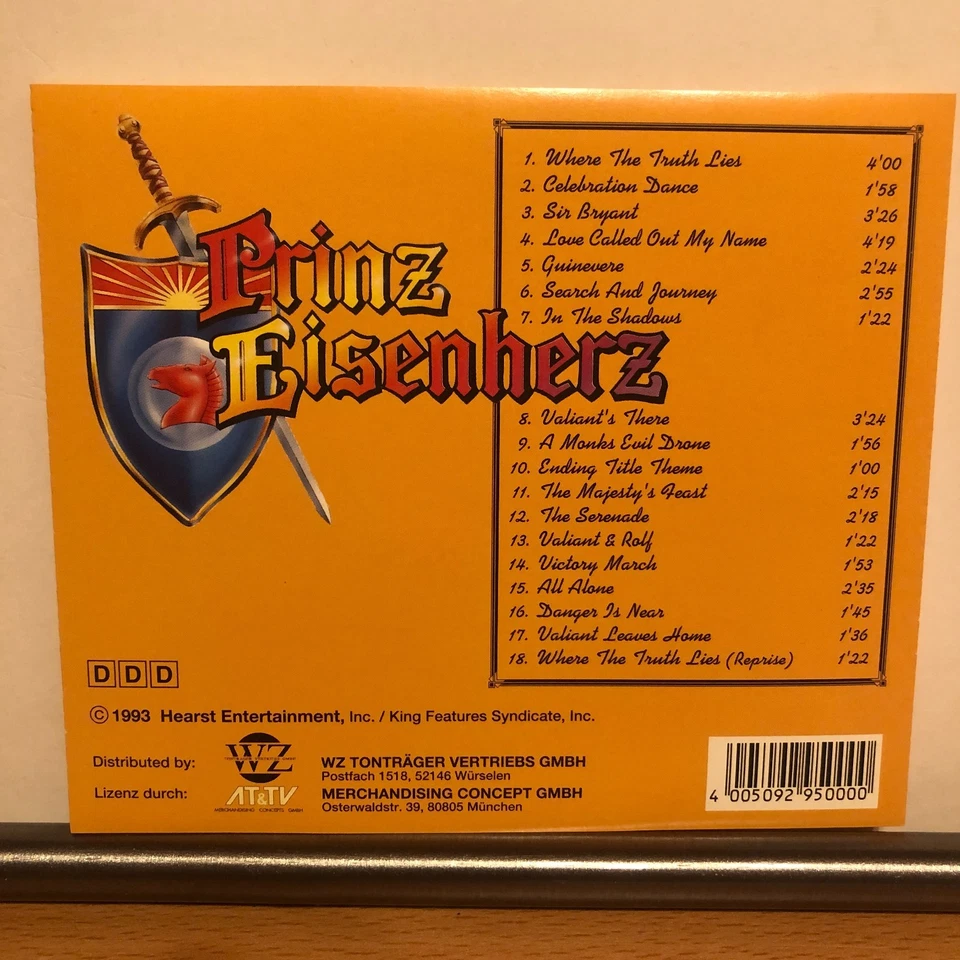 Prinz
Eisenherz
1. Where The Truth Lies 4'00
2. Celebration Dance 1'58
3. Sir Bryant 3'26
4. Love Called Out My Name 4'19
5. Guinevere 2'24
6. Search And Journey 2'55
7. In The Shadows 1'22
8. Valiant's There 3'24
9. A Monks Evil Drone 1'56
10. Ending Title Theme 1'00
11. The Majesty's Feast 2'15
12. The Serenade 2'18
13. Valiant & Rolf 1'22
14. Victory March 1'53
15. All Alone 2'35
16. Danger Is Near 1'45
17. Valiant Leaves Home 1'36
18. Where The Truth Lies (Reprise) 1'22
DDD
© 1993 Hearst Entertainment, Inc. / King Features Syndicate, Inc.
Distributed by:
WZ
WZ TONTRÄGER VERTRIEBS GMBH
Postfach 1518, 52146 Würselen
Lizenz durch:
AT&TV
MERCHANDISING CONCEPTS GMBH
MERCHANDISING CONCEPT GMBH
Osterwaldstr. 39, 80805 München
4 005092 950000